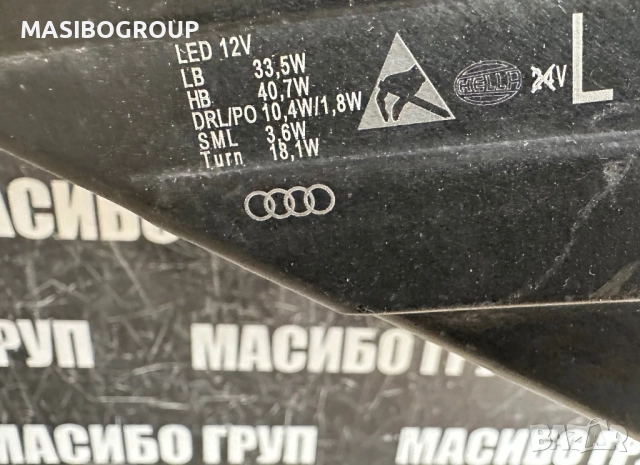 MASIBOGROUP
LED 12V
LB 33,5W
HB 40,7W
DRL/PO 10,4W/1,8W
SML 3,6W
Turn 18,1W
HELLA
24V
L
МАСИБО
ГРУП
МАСИБО ГРУП
МАСИБО ГРУП
МАСИБО
BAZAR